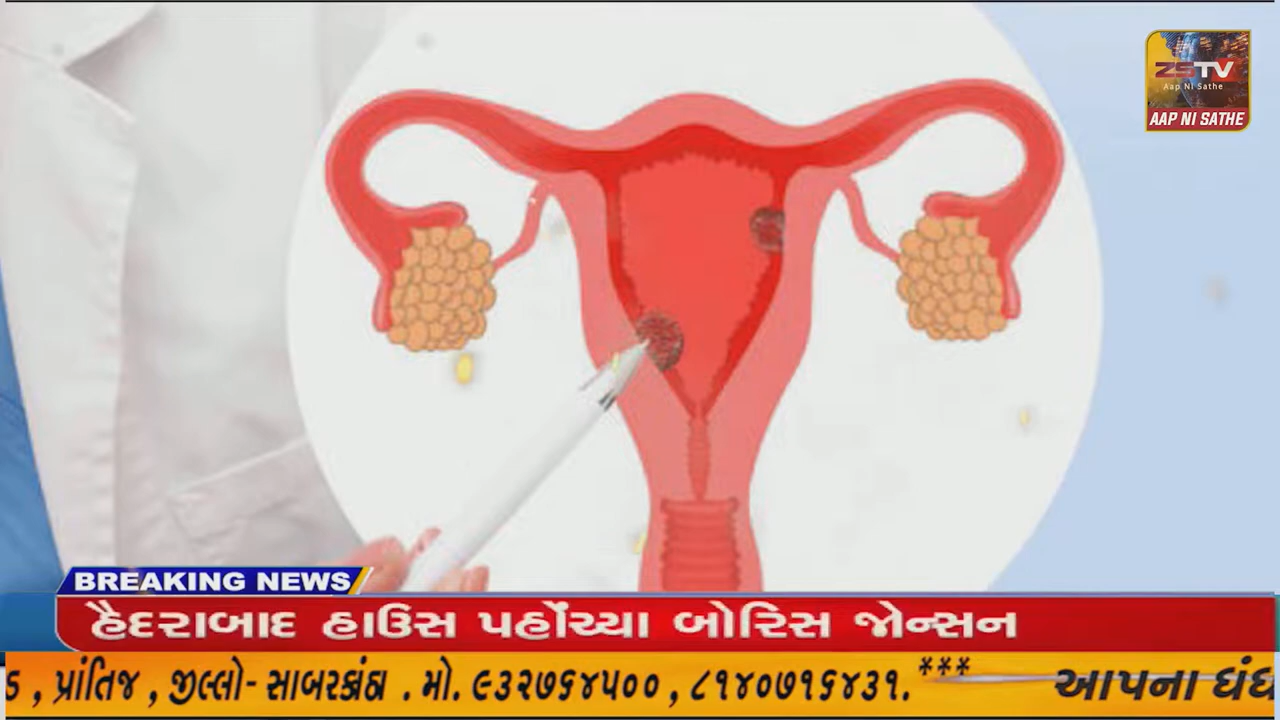 ZSTV
Aap Ni Sathe
AAP NI SATHE
BREAKING NEWS
હૈદરાબાદ હાઉસ પહોંચ્યા બોરિસ જોન્સન
, પ્રાંતિજ , જીલ્લો- સાબરકાંઠા . મો. ૯૩૨૭૬૪૫૦૦ , ૮૧૪૦૭૧૬૪૩૧.*** આપના